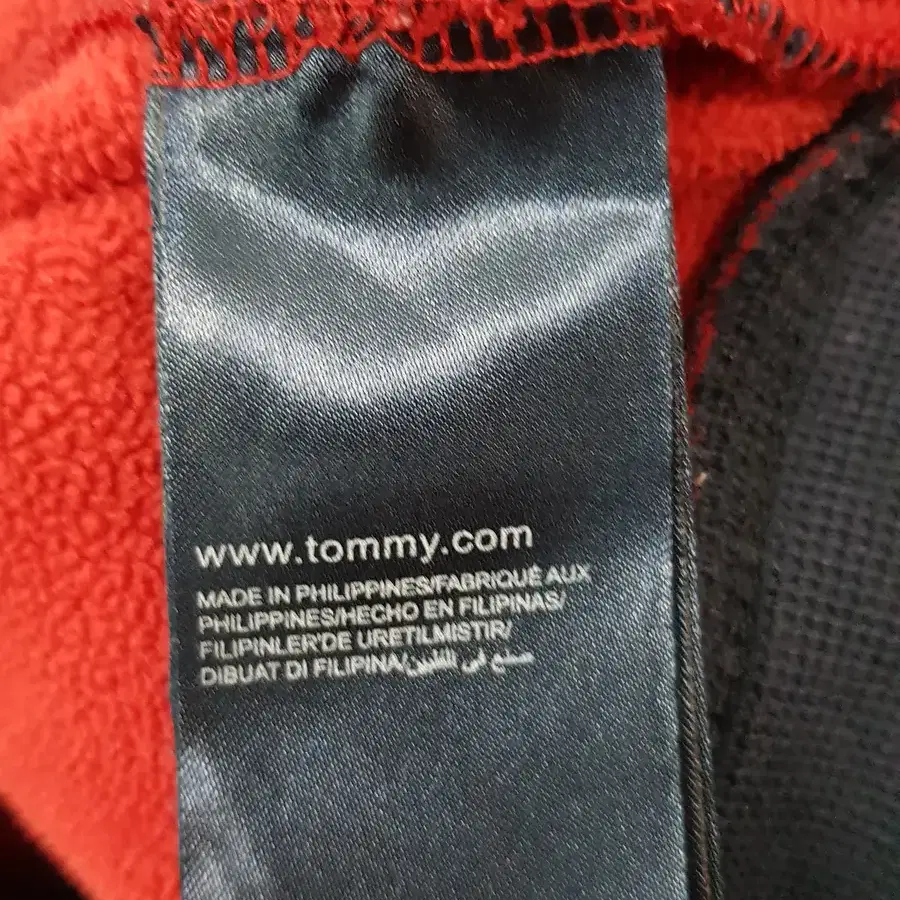 www.tommy.com
MADE IN PHILIPPINES/FABRIQUÉ AUX
PHILIPPINES/HECHO EN FILIPINAS/
FILIPINLER'DE URETILMISTIR/
DIBUAT DI FILIPINA/صنع في الفلبين